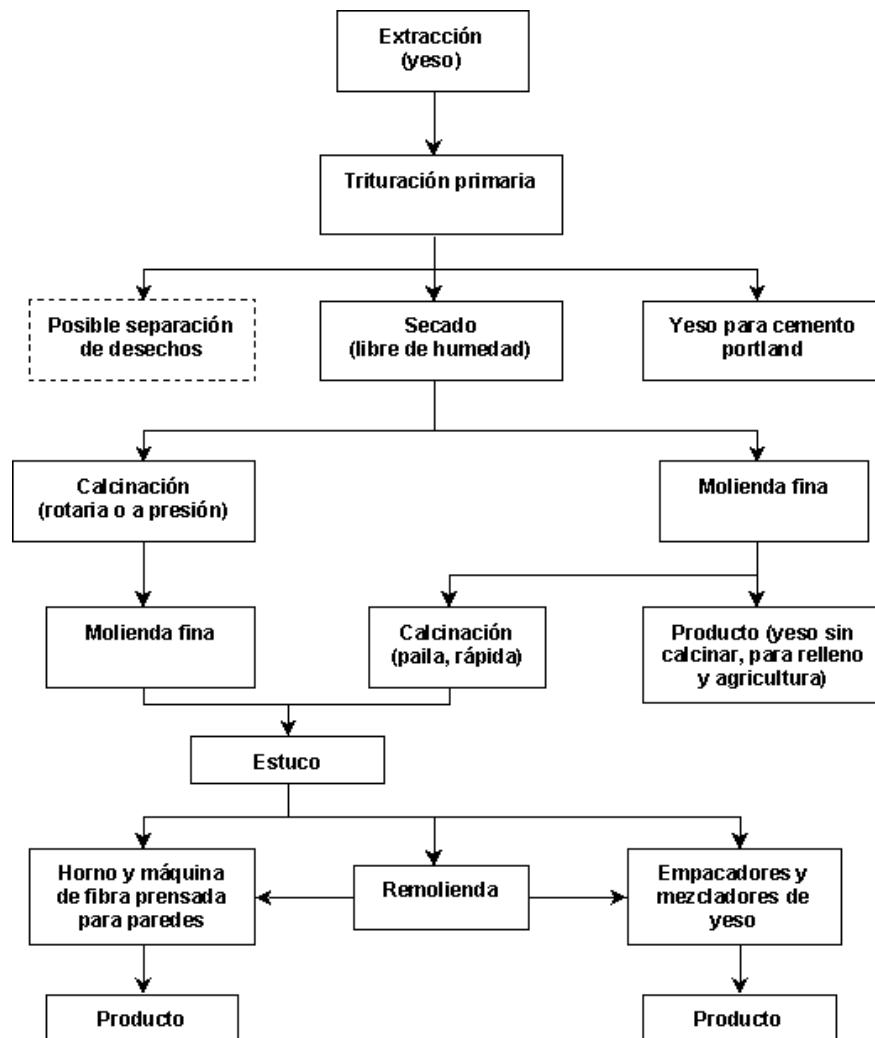 Extracción
(yeso)
Trituración primaria
Posible separación
de desechos
Secado
(libre de humedad)
Yeso para cemento
portland
Calcinación
(rotaria o a presión)
Molienda fina
Molienda fina
Calcinación
(paila, rápida)
Producto (yeso sin
calcinar, para relleno
y agricultura)
Estuco
Horno y máquina
de fibra prensada
para paredes
Remolienda
Empacadores y
mezcladores de
yeso
Producto
Producto